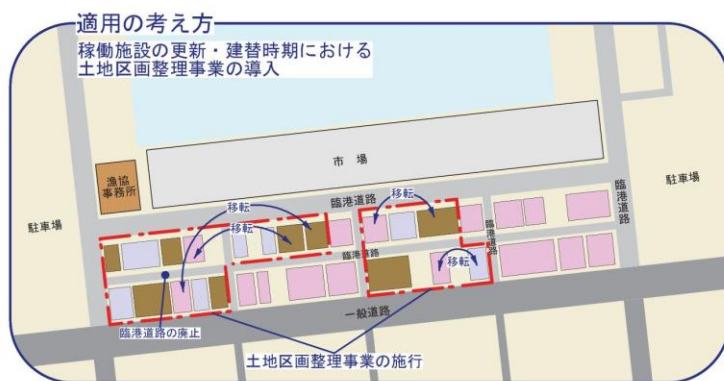 適用の考え方
稼働施設の更新・建替時期における
土地区画整理事業の導入
市 場
漁協
事務所
駐車場
臨港道路
移転
移転
移転
臨港道路
臨港道路
臨港道路
駐車場
移転
臨港道路の廃止
一般道路
土地区画整理事業の施行